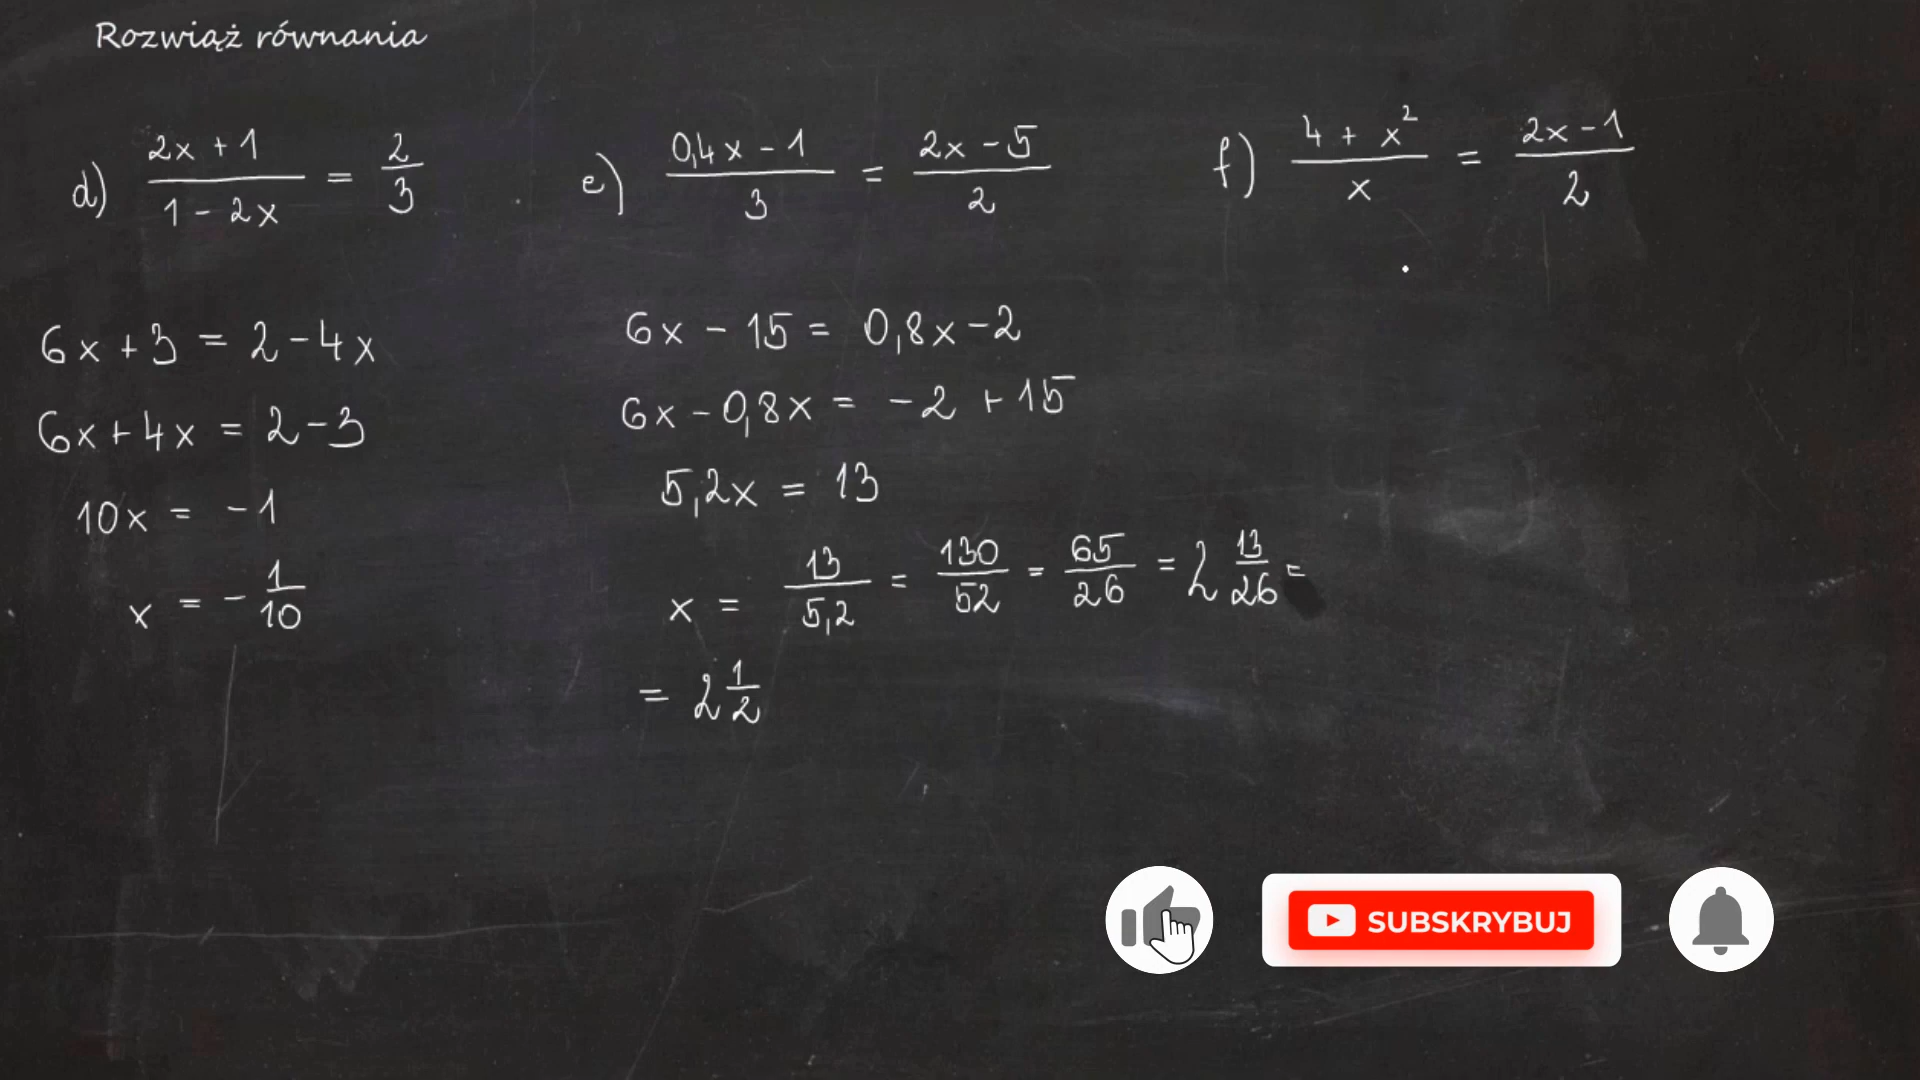 Rozwiąż równania
d) (2x + 1)/(1 - 2x) = 2/3
6x + 3 = 2 - 4x
6x + 4x = 2 - 3
10x = -1
x = - 1/10
e) (0,4x - 1)/3 = (2x - 5)/2
6x - 15 = 0,8x - 2
6x - 0,8x = -2 + 15
5,2x = 13
x = 13/5,2 = 130/52 = 65/26 = 2 13/26 =
= 2 1/2
f) (4 + x²)/x = (2x - 1)/2
SUBSKRYBUJ